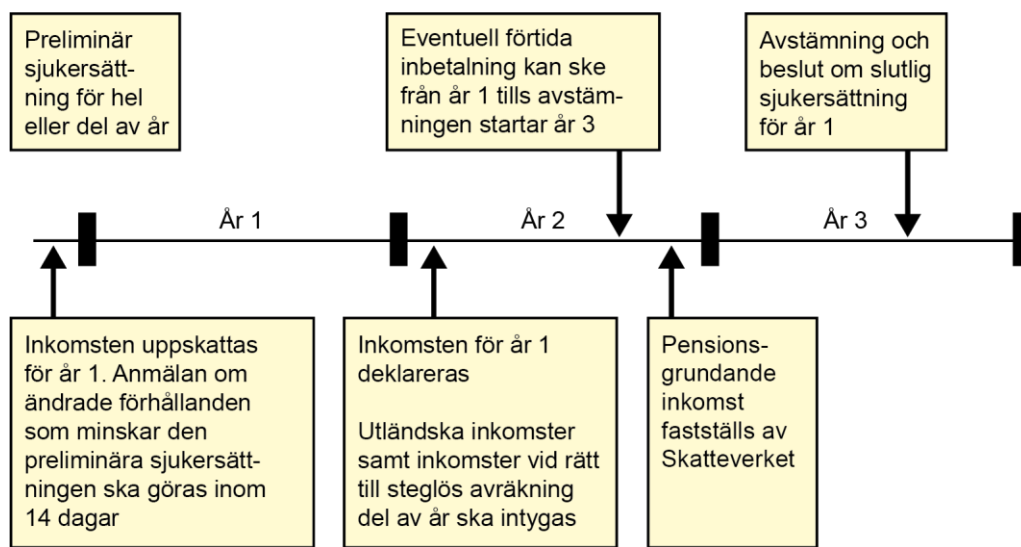 Preliminär
sjukersätt-
ning för hel
eller del av år
Eventuell förtida
inbetalning kan ske
från år 1 tills avstäm-
ningen startar år 3
Avstämning och
beslut om slutlig
sjukersättning
för år 1
År 1
År 2
År 3
Inkomsten uppskattas
för år 1. Anmälan om
ändrade förhållanden
som minskar den
preliminära sjukersätt-
ningen ska göras inom
14 dagar
Inkomsten för år 1
deklareras
Utländska inkomster
samt inkomster vid rätt
till steglös avräkning
del av år ska intygas
Pensions-
grundande
inkomst
fastställs av
Skatteverket